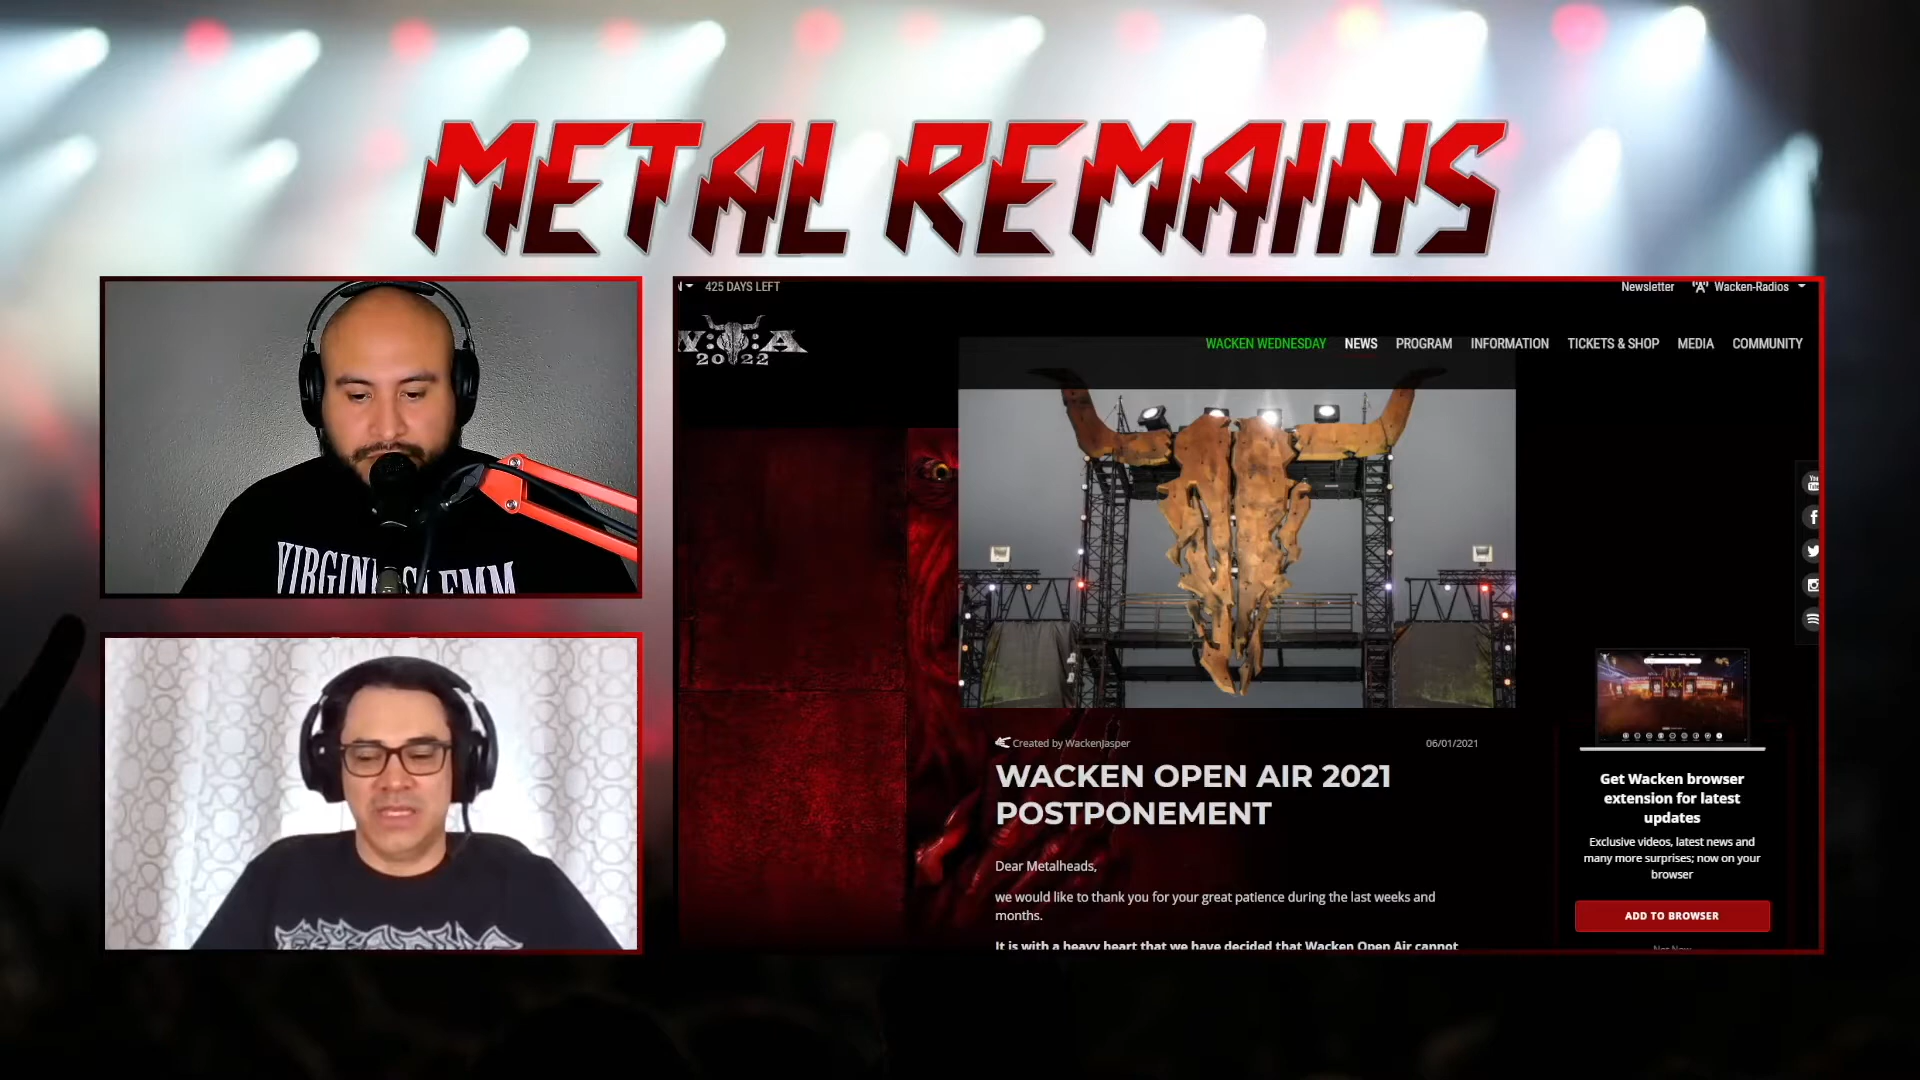 METAL REMAINS
425 DAYS LEFT
Newsletter
Wacken-Radios
W:O:A
2022
WACKEN WEDNESDAY NEWS PROGRAM INFORMATION TICKETS & SHOP MEDIA COMMUNITY
Created by WackenJasper
06/01/2021
WACKEN OPEN AIR 2021
POSTPONEMENT
Dear Metalheads,
we would like to thank you for your great patience during the last weeks and
months.
It is with a heavy heart that we have decided that Wacken Open Air cannot
Get Wacken browser
extension for latest
updates
Exclusive videos, latest news and
many more surprises; now on your
browser
ADD TO BROWSER